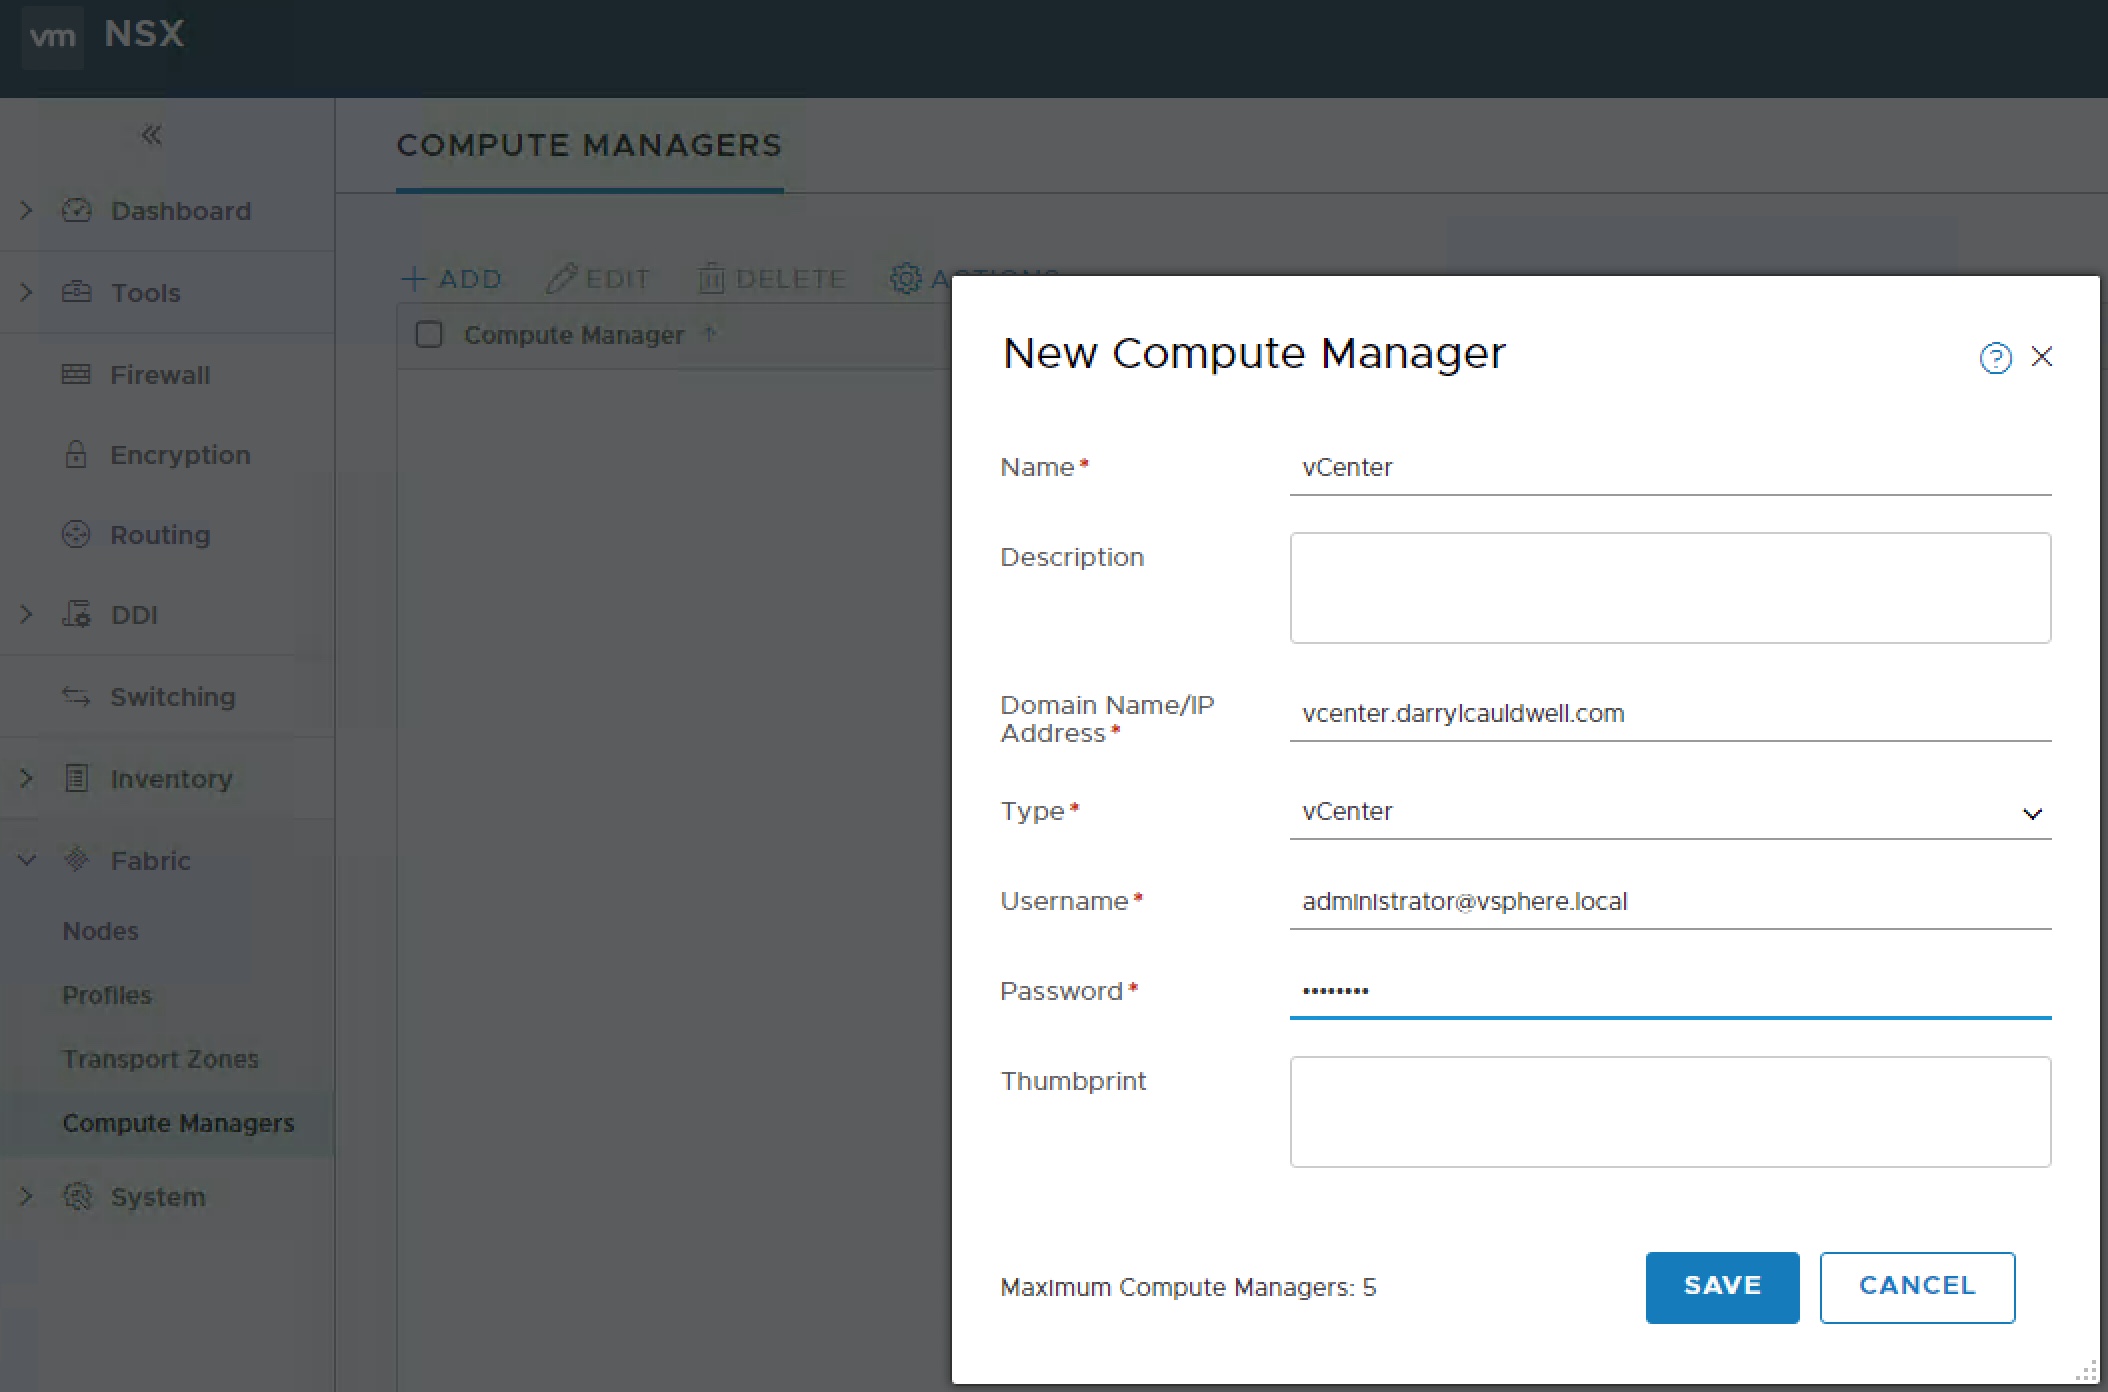 vm NSX
«
COMPUTE MANAGERS
Dashboard
Tools
Firewall
Encryption
Routing
DDI
Switching
Inventory
Fabric
Nodes
Profiles
Transport Zones
Compute Managers
System
+ ADD EDIT DELETE ACTIONS
Compute Manager ↑
New Compute Manager
Name* vCenter
Description
Domain Name/IP
Address* vcenter.darrylcauldwell.com
Type* vCenter
Username* administrator@vsphere.local
Password* ••••••••
Thumbprint
Maximum Compute Managers: 5
SAVE CANCEL